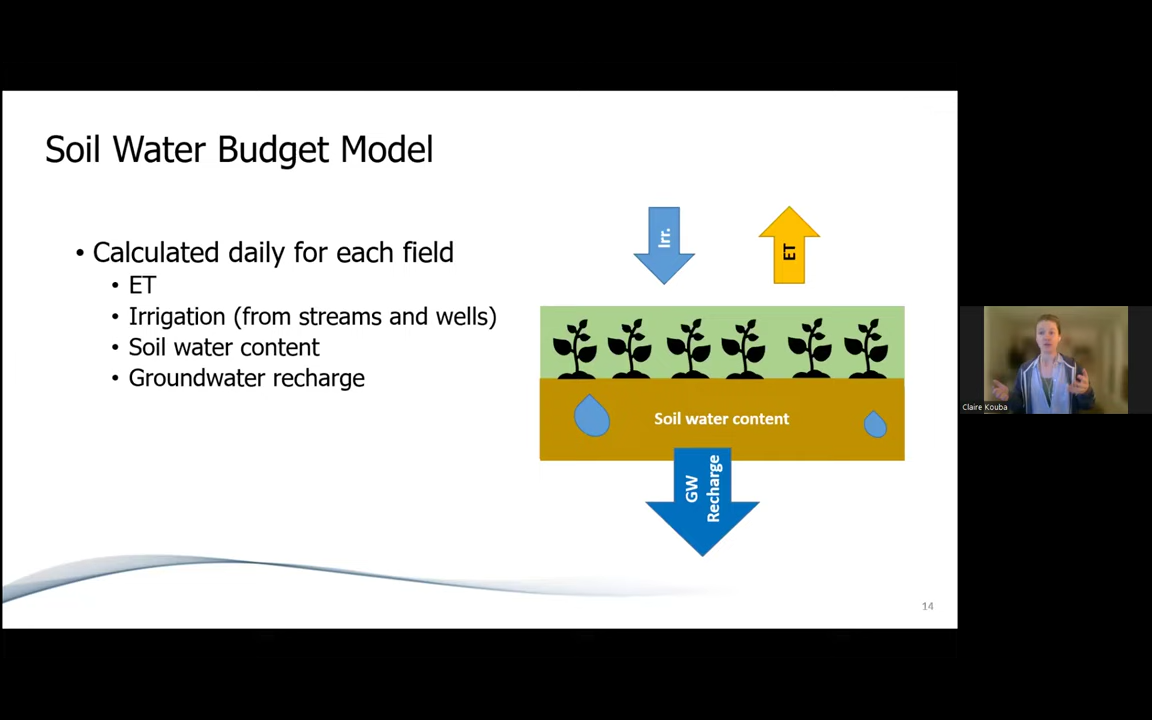 Soil Water Budget Model
• Calculated daily for each field
• ET
• Irrigation (from streams and wells)
• Soil water content
• Groundwater recharge
Irr.
ET
Soil water content
GW
Recharge
14
Claire Kouba